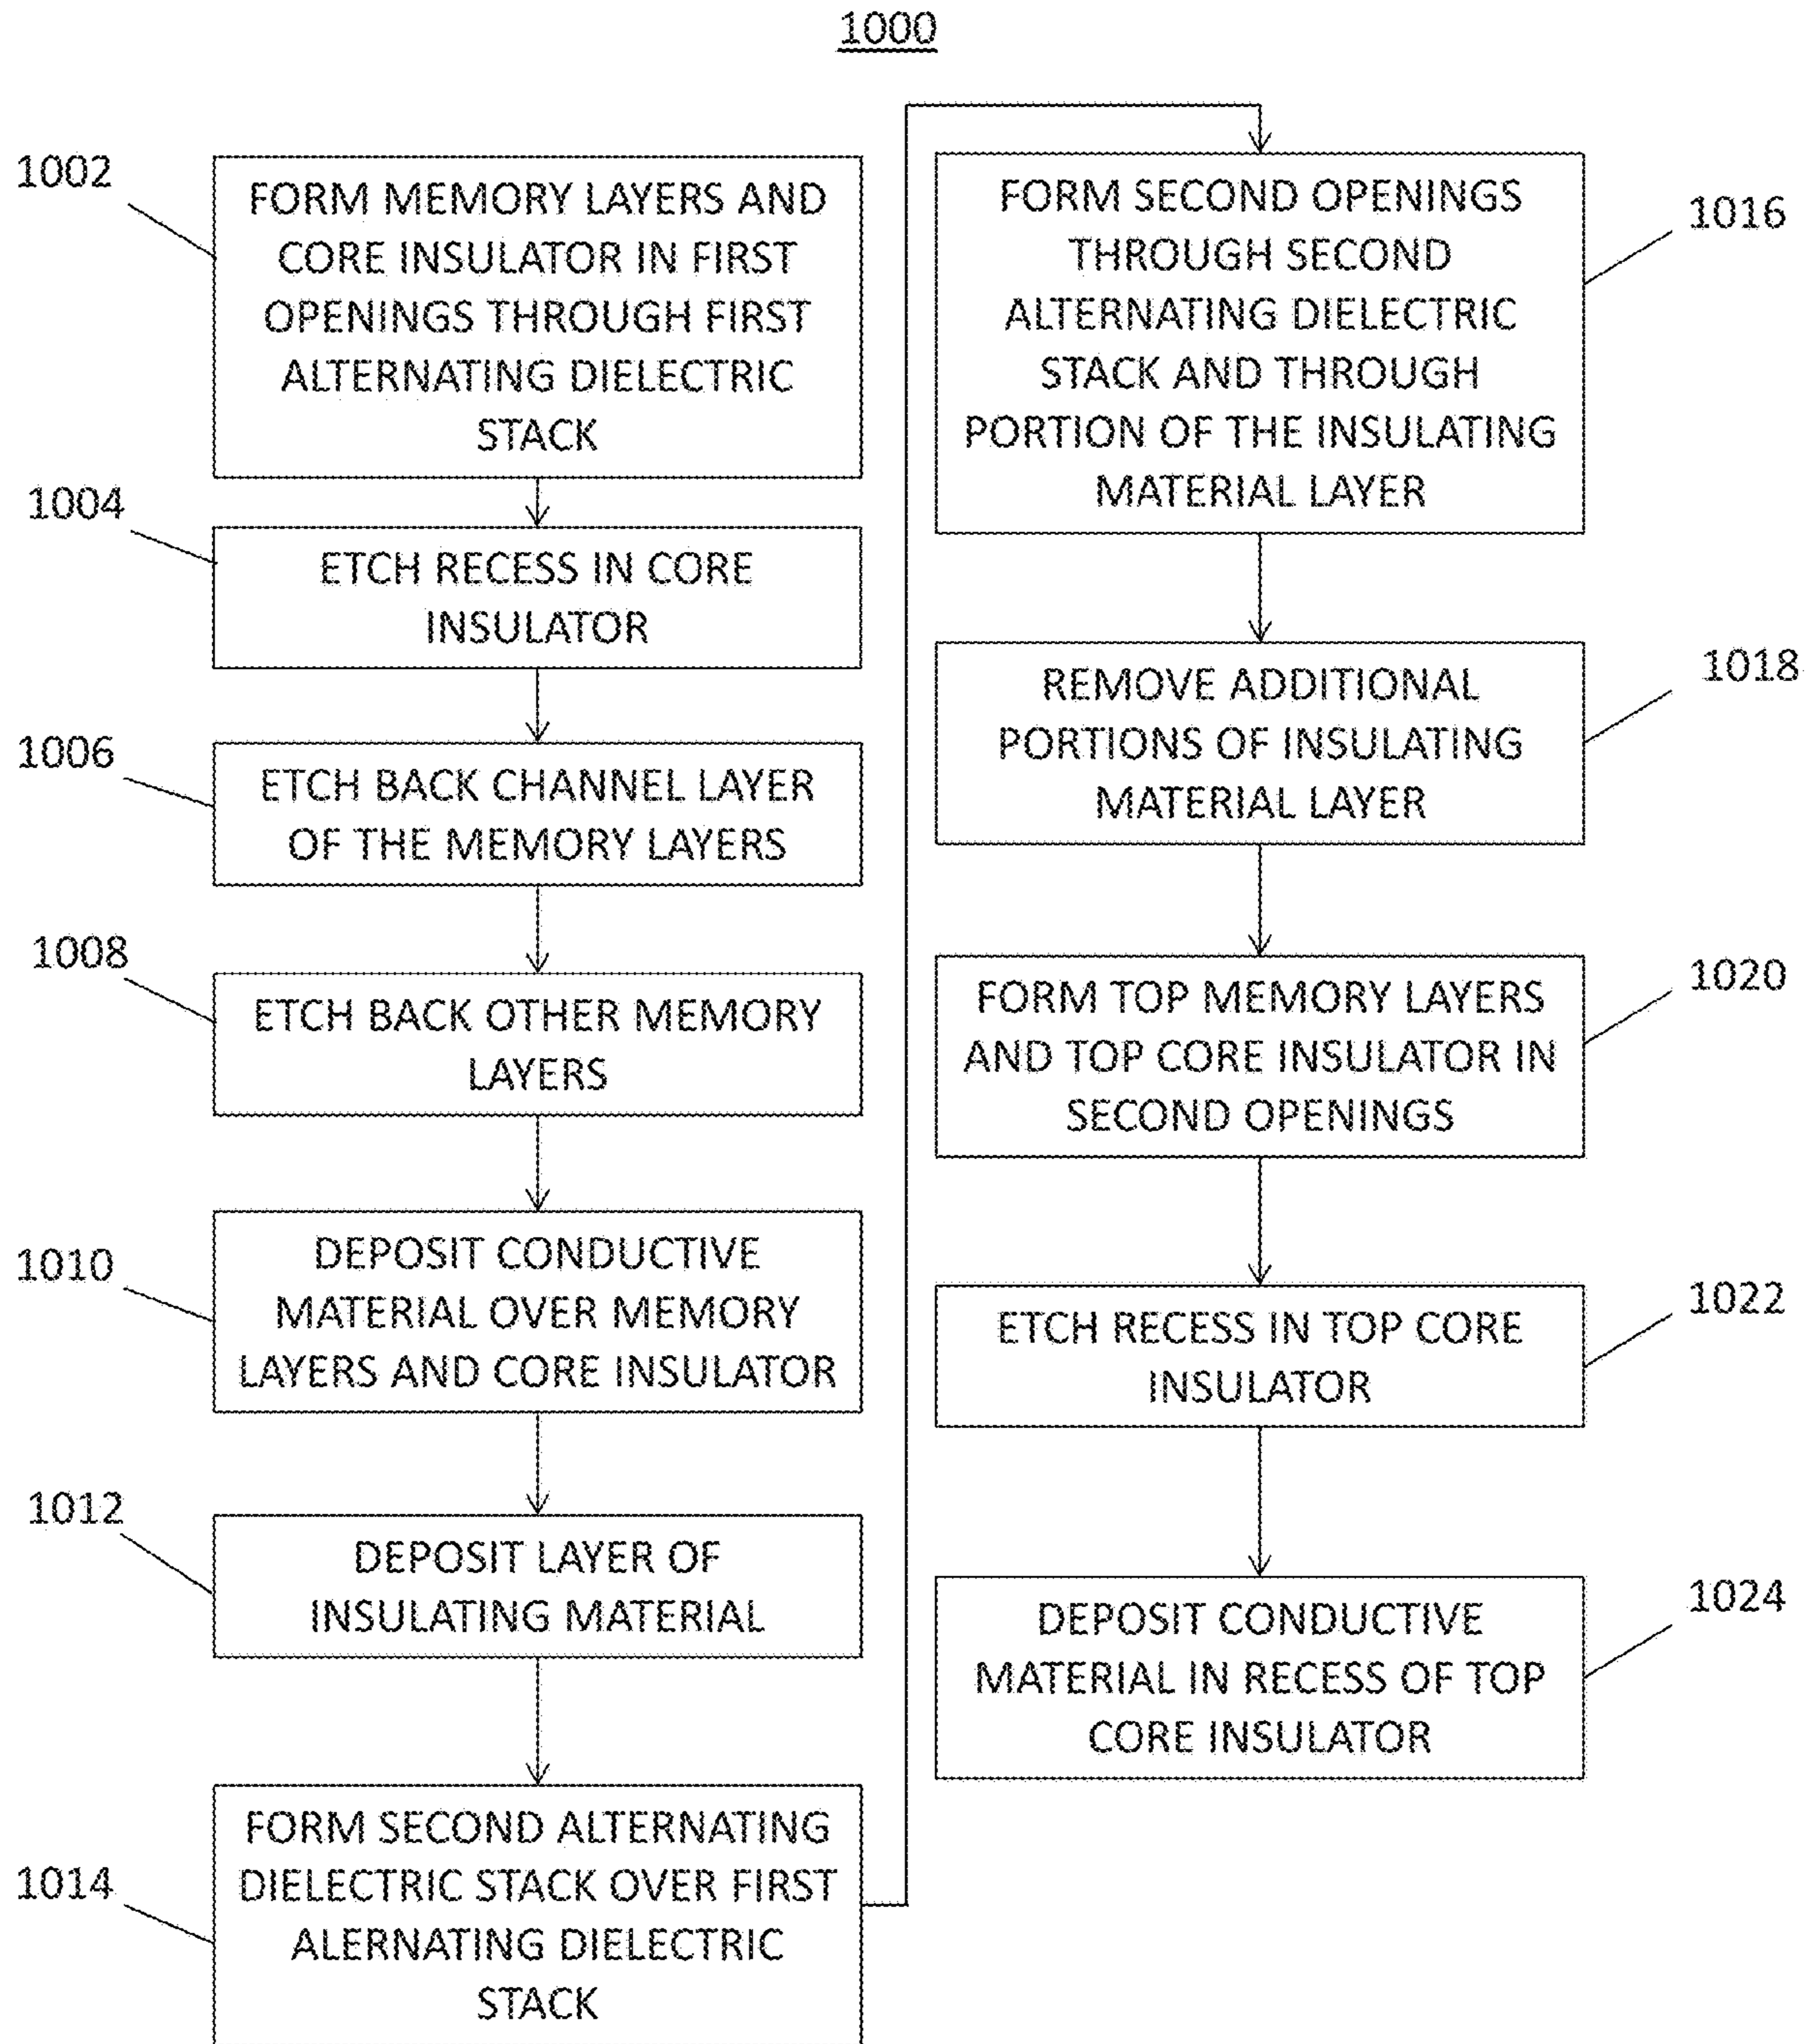 1000
1002
FORM MEMORY LAYERS AND
CORE INSULATOR IN FIRST
OPENINGS THROUGH FIRST
ALTERNATING DIELECTRIC
STACK
1004
ETCH RECESS IN CORE
INSULATOR
1006
ETCH BACK CHANNEL LAYER
OF THE MEMORY LAYERS
1008
ETCH BACK OTHER MEMORY
LAYERS
1010
DEPOSIT CONDUCTIVE
MATERIAL OVER MEMORY
LAYERS AND CORE INSULATOR
1012
DEPOSIT LAYER OF
INSULATING MATERIAL
1014
FORM SECOND ALTERNATING
DIELECTRIC STACK OVER FIRST
ALERNATING DIELECTRIC
STACK
FORM SECOND OPENINGS
THROUGH SECOND
ALTERNATING DIELECTRIC
STACK AND THROUGH
PORTION OF THE INSULATING
MATERIAL LAYER
1016
REMOVE ADDITIONAL
PORTIONS OF INSULATING
MATERIAL LAYER
1018
FORM TOP MEMORY LAYERS
AND TOP CORE INSULATOR IN
SECOND OPENINGS
1020
ETCH RECESS IN TOP CORE
INSULATOR
1022
DEPOSIT CONDUCTIVE
MATERIAL IN RECESS OF TOP
CORE INSULATOR
1024